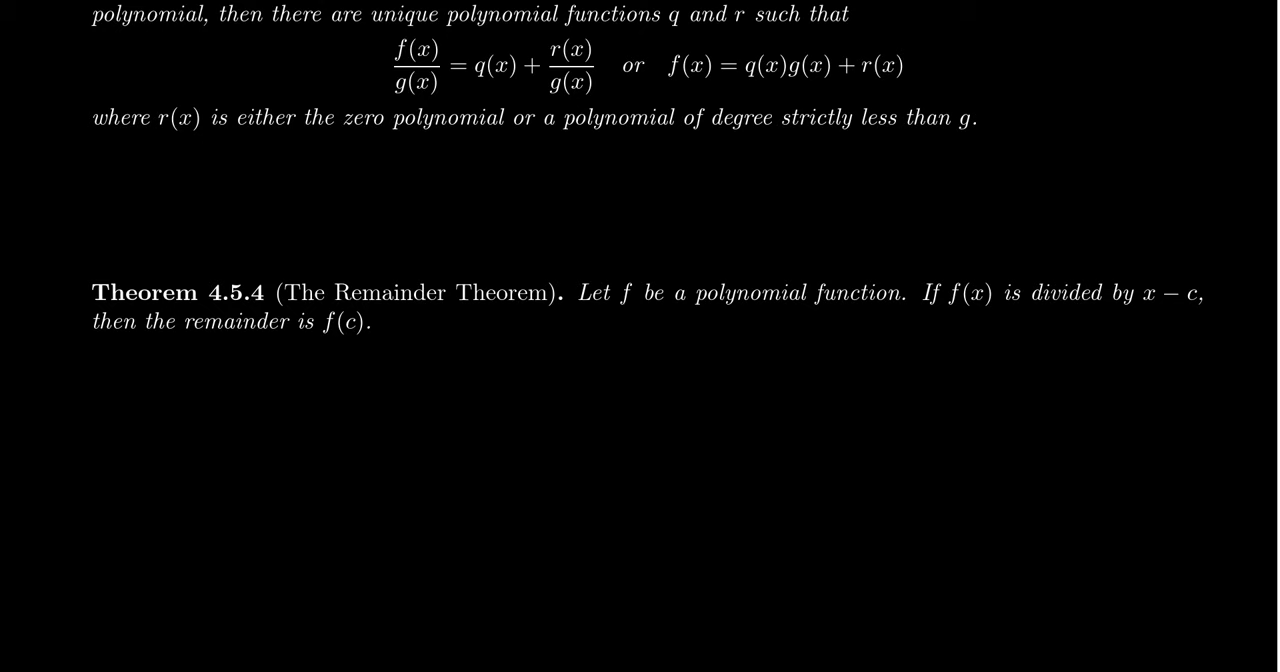 polynomial, then there are unique polynomial functions q and r such that
f(x)/g(x) = q(x) + r(x)/g(x) or f(x) = q(x)g(x) + r(x)
where r(x) is either the zero polynomial or a polynomial of degree strictly less than g.
Theorem 4.5.4 (The Remainder Theorem). Let f be a polynomial function. If f(x) is divided by x − c,
then the remainder is f(c).